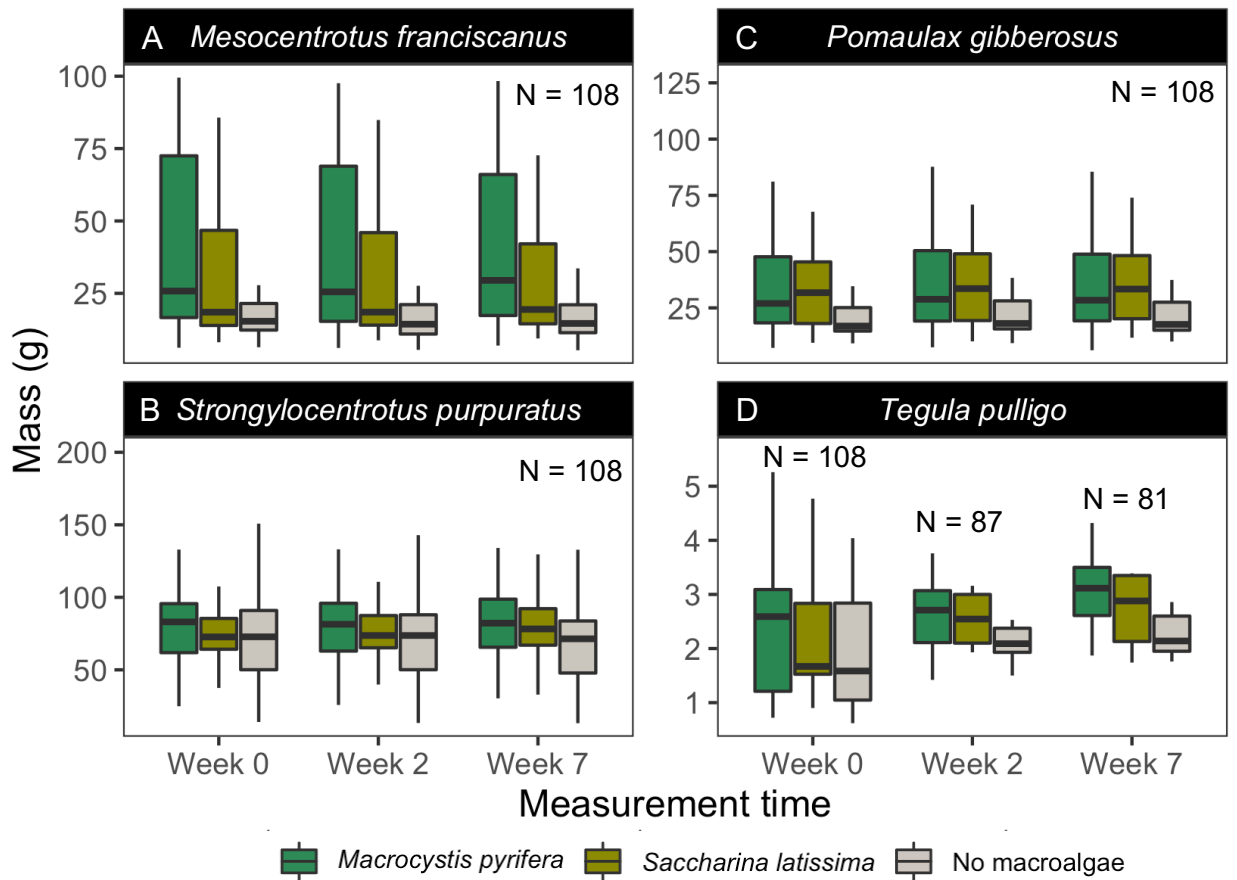 A Mesocentrotus franciscanus
N = 108
100
75
50
25
C Pomaulax gibberosus
N = 108
125
100
75
50
25
B Strongylocentrotus purpuratus
N = 108
200
150
100
50
D Tegula pulligo
N = 108
N = 87
N = 81
5
4
3
2
1
Mass (g)
Week 0 Week 2 Week 7
Week 0 Week 2 Week 7
Measurement time
Macrocystis pyrifera Saccharina latissima No macroalgae